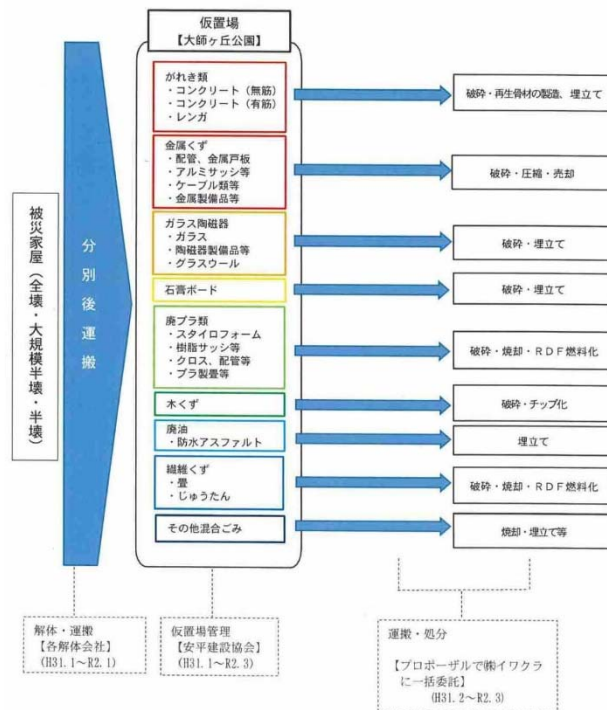 仮置場
【大師ヶ丘公園】
被災家屋（全壊・大規模半壊・半壊）
分別後運搬
がれき類
・コンクリート（無筋）
・コンクリート（有筋）
・レンガ
破砕・再生骨材の製造、埋立て
金属くず
・配管、金属戸板
・アルミサッシ等
・ケーブル類等
・金属製備品等
破砕・圧縮・売却
ガラス陶磁器
・ガラス
・陶磁器製備品等
・グラスウール
破砕・埋立て
石膏ボード
破砕・埋立て
廃プラ類
・スタイロフォーム
・樹脂サッシ等
・クロス、配管等
・プラ製畳等
破砕・焼却・ＲＤＦ燃料化
木くず
破砕・チップ化
廃油
・防水アスファルト
埋立て
繊維くず
・畳
・じゅうたん
破砕・焼却・ＲＤＦ燃料化
その他混合ごみ
焼却・埋立て等
解体・運搬
【各解体会社】
(H31.1～R2.1)
仮置場管理
【安平建設協会】
(H31.1～R2.3)
運搬・処分
【プロポーザルで㈱イワクラ
に一括委託】
(H31.2～R2.3)